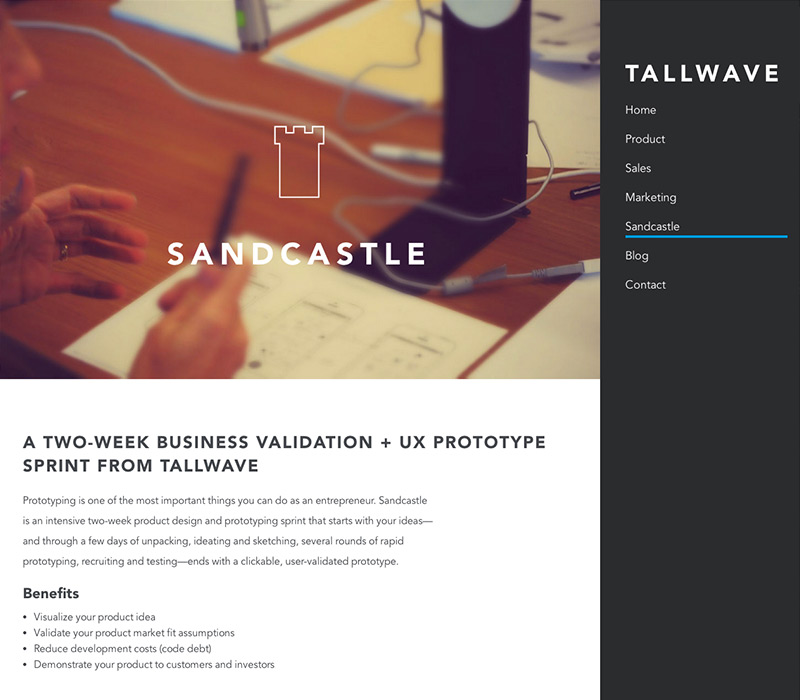 SANDCASTLE
A TWO-WEEK BUSINESS VALIDATION + UX PROTOTYPE
SPRINT FROM TALLWAVE
Prototyping is one of the most important things you can do as an entrepreneur. Sandcastle
is an intensive two-week product design and prototyping sprint that starts with your ideas—
and through a few days of unpacking, ideating and sketching, several rounds of rapid
prototyping, recruiting and testing—ends with a clickable, user-validated prototype.
Benefits
• Visualize your product idea
• Validate your product market fit assumptions
• Reduce development costs (code debt)
• Demonstrate your product to customers and investors
TALLWAVE
Home
Product
Sales
Marketing
Sandcastle
Blog
Contact